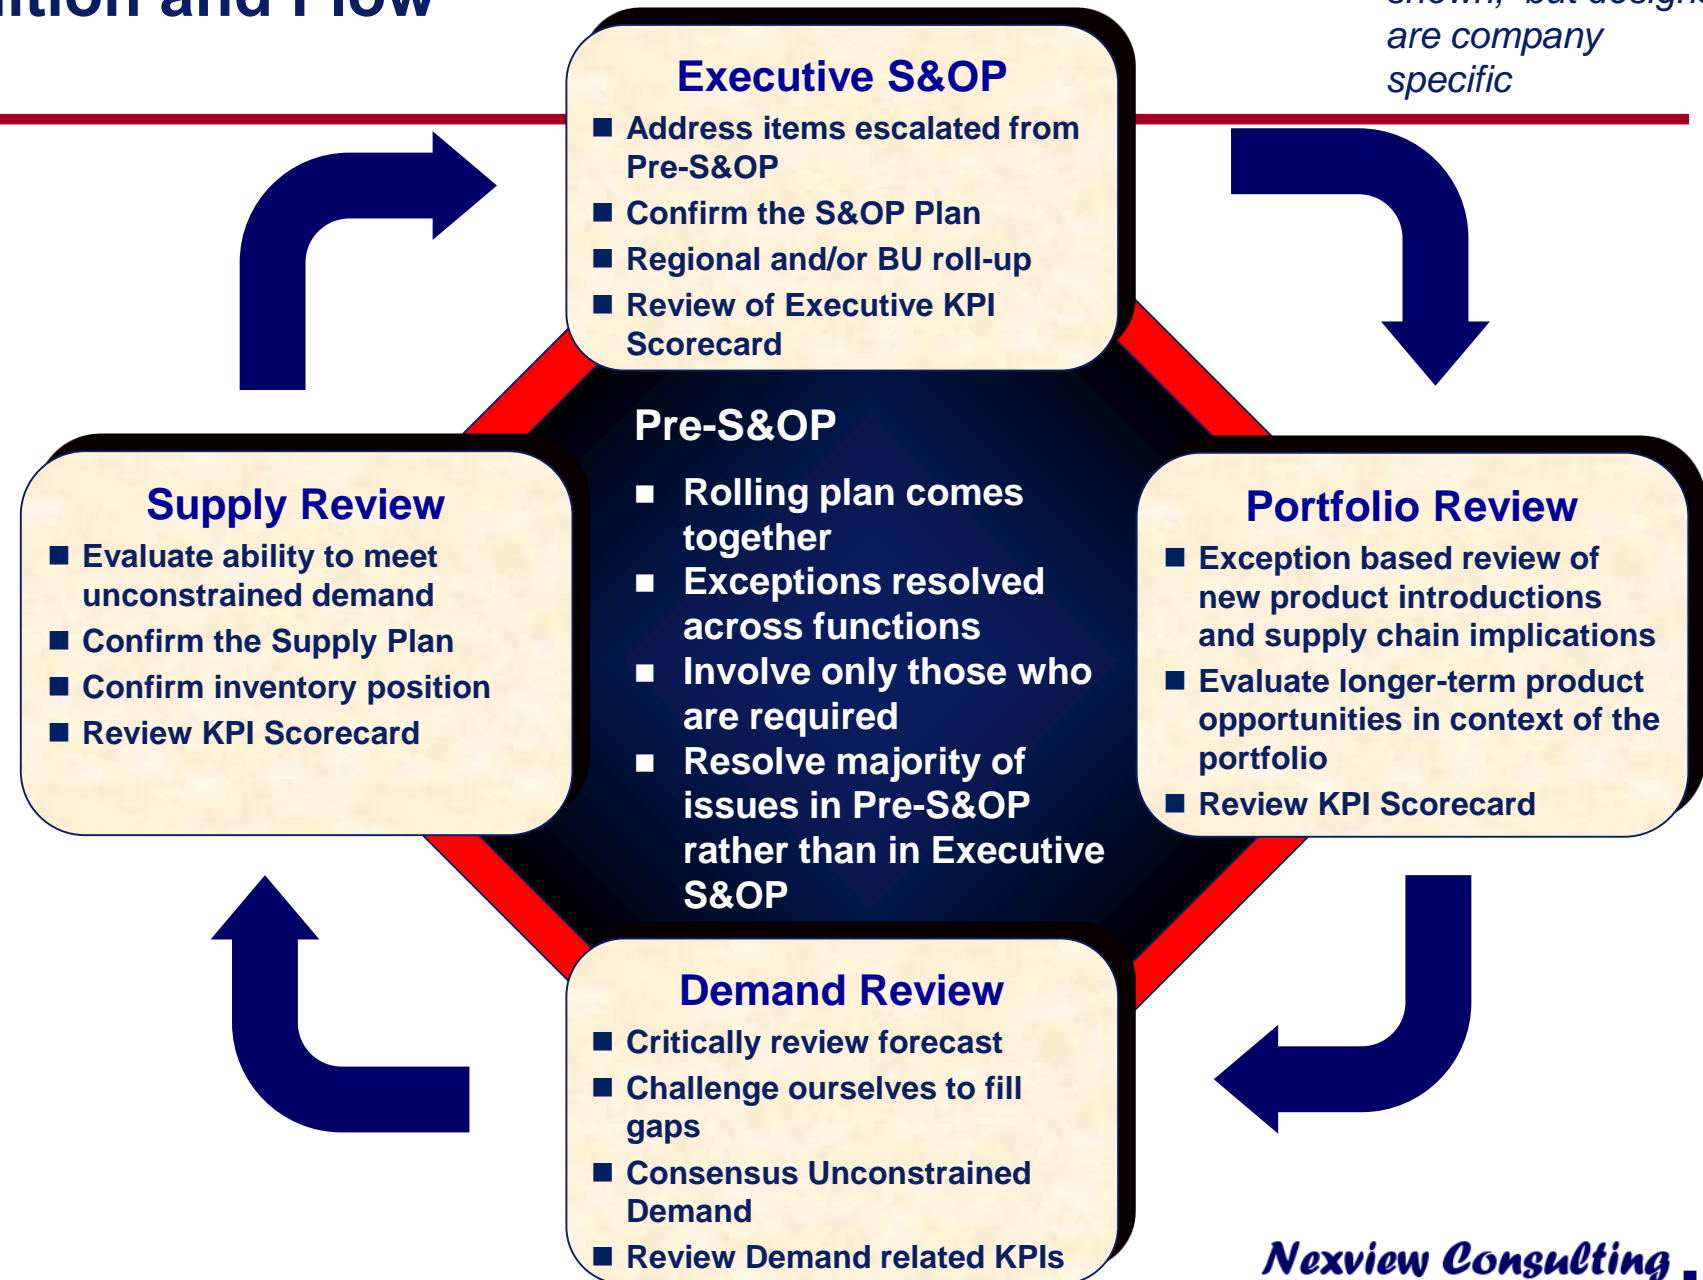 and Flow
are company
specific
Executive S&OP
■ Address items escalated from
Pre-S&OP
■ Confirm the S&OP Plan
■ Regional and/or BU roll-up
■ Review of Executive KPI
Scorecard
Pre-S&OP
■ Rolling plan comes
together
■ Exceptions resolved
across functions
■ Involve only those who
are required
■ Resolve majority of
issues in Pre-S&OP
rather than in Executive
S&OP
Supply Review
■ Evaluate ability to meet
unconstrained demand
■ Confirm the Supply Plan
■ Confirm inventory position
■ Review KPI Scorecard
Portfolio Review
■ Exception based review of
new product introductions
and supply chain implications
■ Evaluate longer-term product
opportunities in context of the
portfolio
■ Review KPI Scorecard
Demand Review
■ Critically review forecast
■ Challenge ourselves to fill
gaps
■ Consensus Unconstrained
Demand
■ Review Demand related KPIs
Nexview Consulting